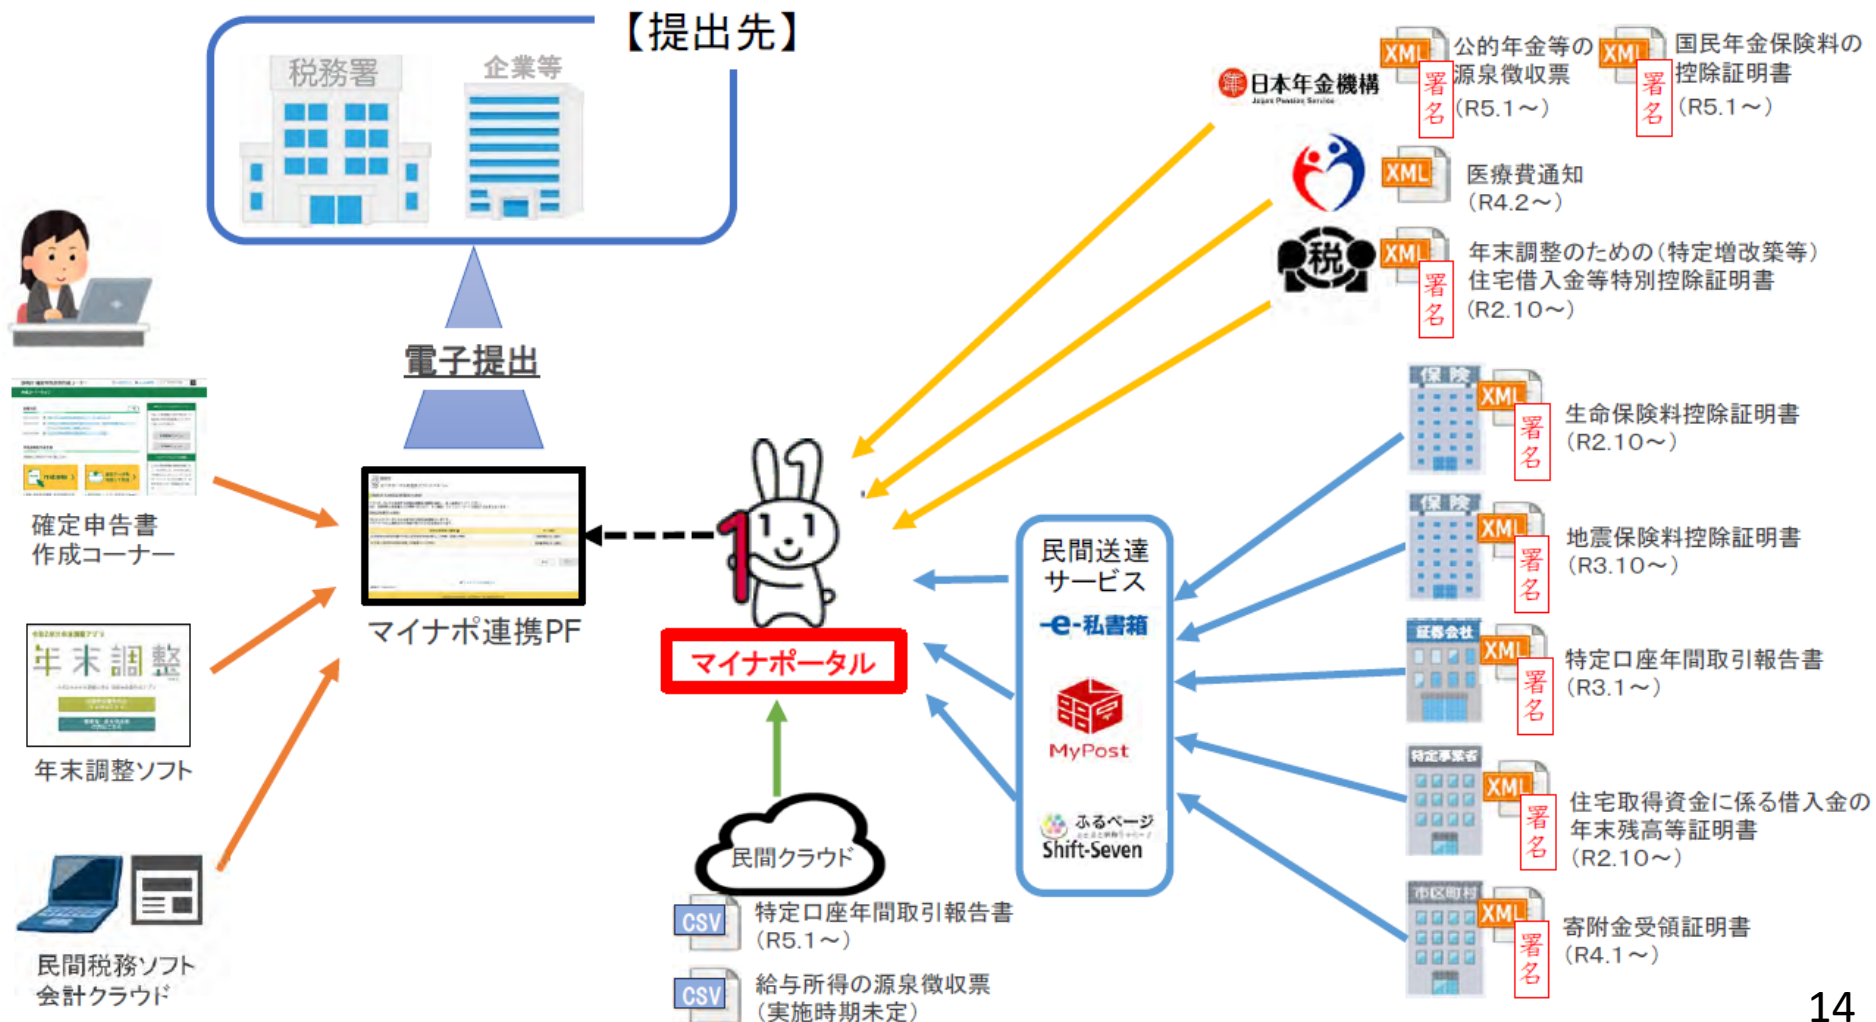 【提出先】
税務署
企業等
電子提出
確定申告書
作成コーナー
年末調整
年末調整ソフト
民間税務ソフト
会計クラウド
マイナポ連携PF
マイナポータル
民間クラウド
CSV
特定口座年間取引報告書
(R5.1～)
CSV
給与所得の源泉徴収票
(実施時期未定)
民間送達
サービス
e-私書箱
MyPost
ふるページ
Shift-Seven
日本年金機構
Japan Pension Service
XML
署名
公的年金等の
源泉徴収票
(R5.1～)
XML
署名
国民年金保険料の
控除証明書
(R5.1～)
XML
医療費通知
(R4.2～)
税
XML
署名
年末調整のための(特定増改築等)
住宅借入金等特別控除証明書
(R2.10～)
保険
XML
署名
生命保険料控除証明書
(R2.10～)
保険
XML
署名
地震保険料控除証明書
(R3.10～)
証券会社
XML
署名
特定口座年間取引報告書
(R3.1～)
特定事業者
XML
署名
住宅取得資金に係る借入金の
年末残高等証明書
(R2.10～)
市区町村
XML
署名
寄附金受領証明書
(R4.1～)
14